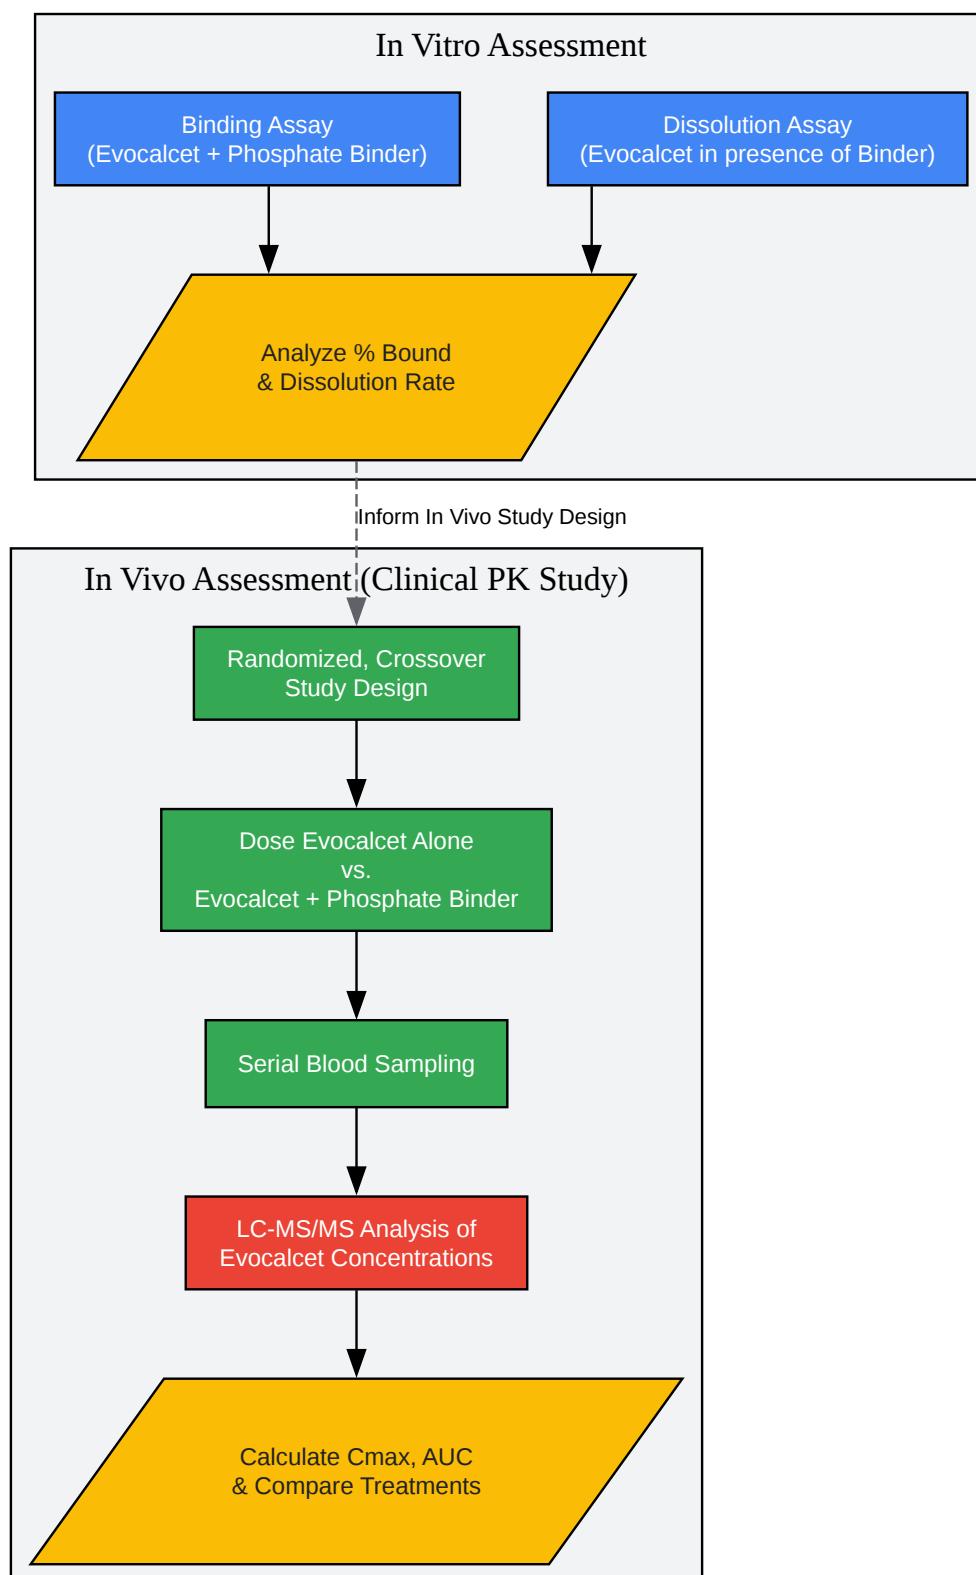 In Vitro Assessment
Binding Assay
(Evocalcet + Phosphate Binder)
Dissolution Assay
(Evocalcet in presence of Binder)
Analyze % Bound
& Dissolution Rate
Inform In Vivo Study Design
In Vivo Assessment (Clinical PK Study)
Randomized, Crossover
Study Design
Dose Evocalcet Alone
vs.
Evocalcet + Phosphate Binder
Serial Blood Sampling
LC-MS/MS Analysis of
Evocalcet Concentrations
Calculate Cmax, AUC
& Compare Treatments